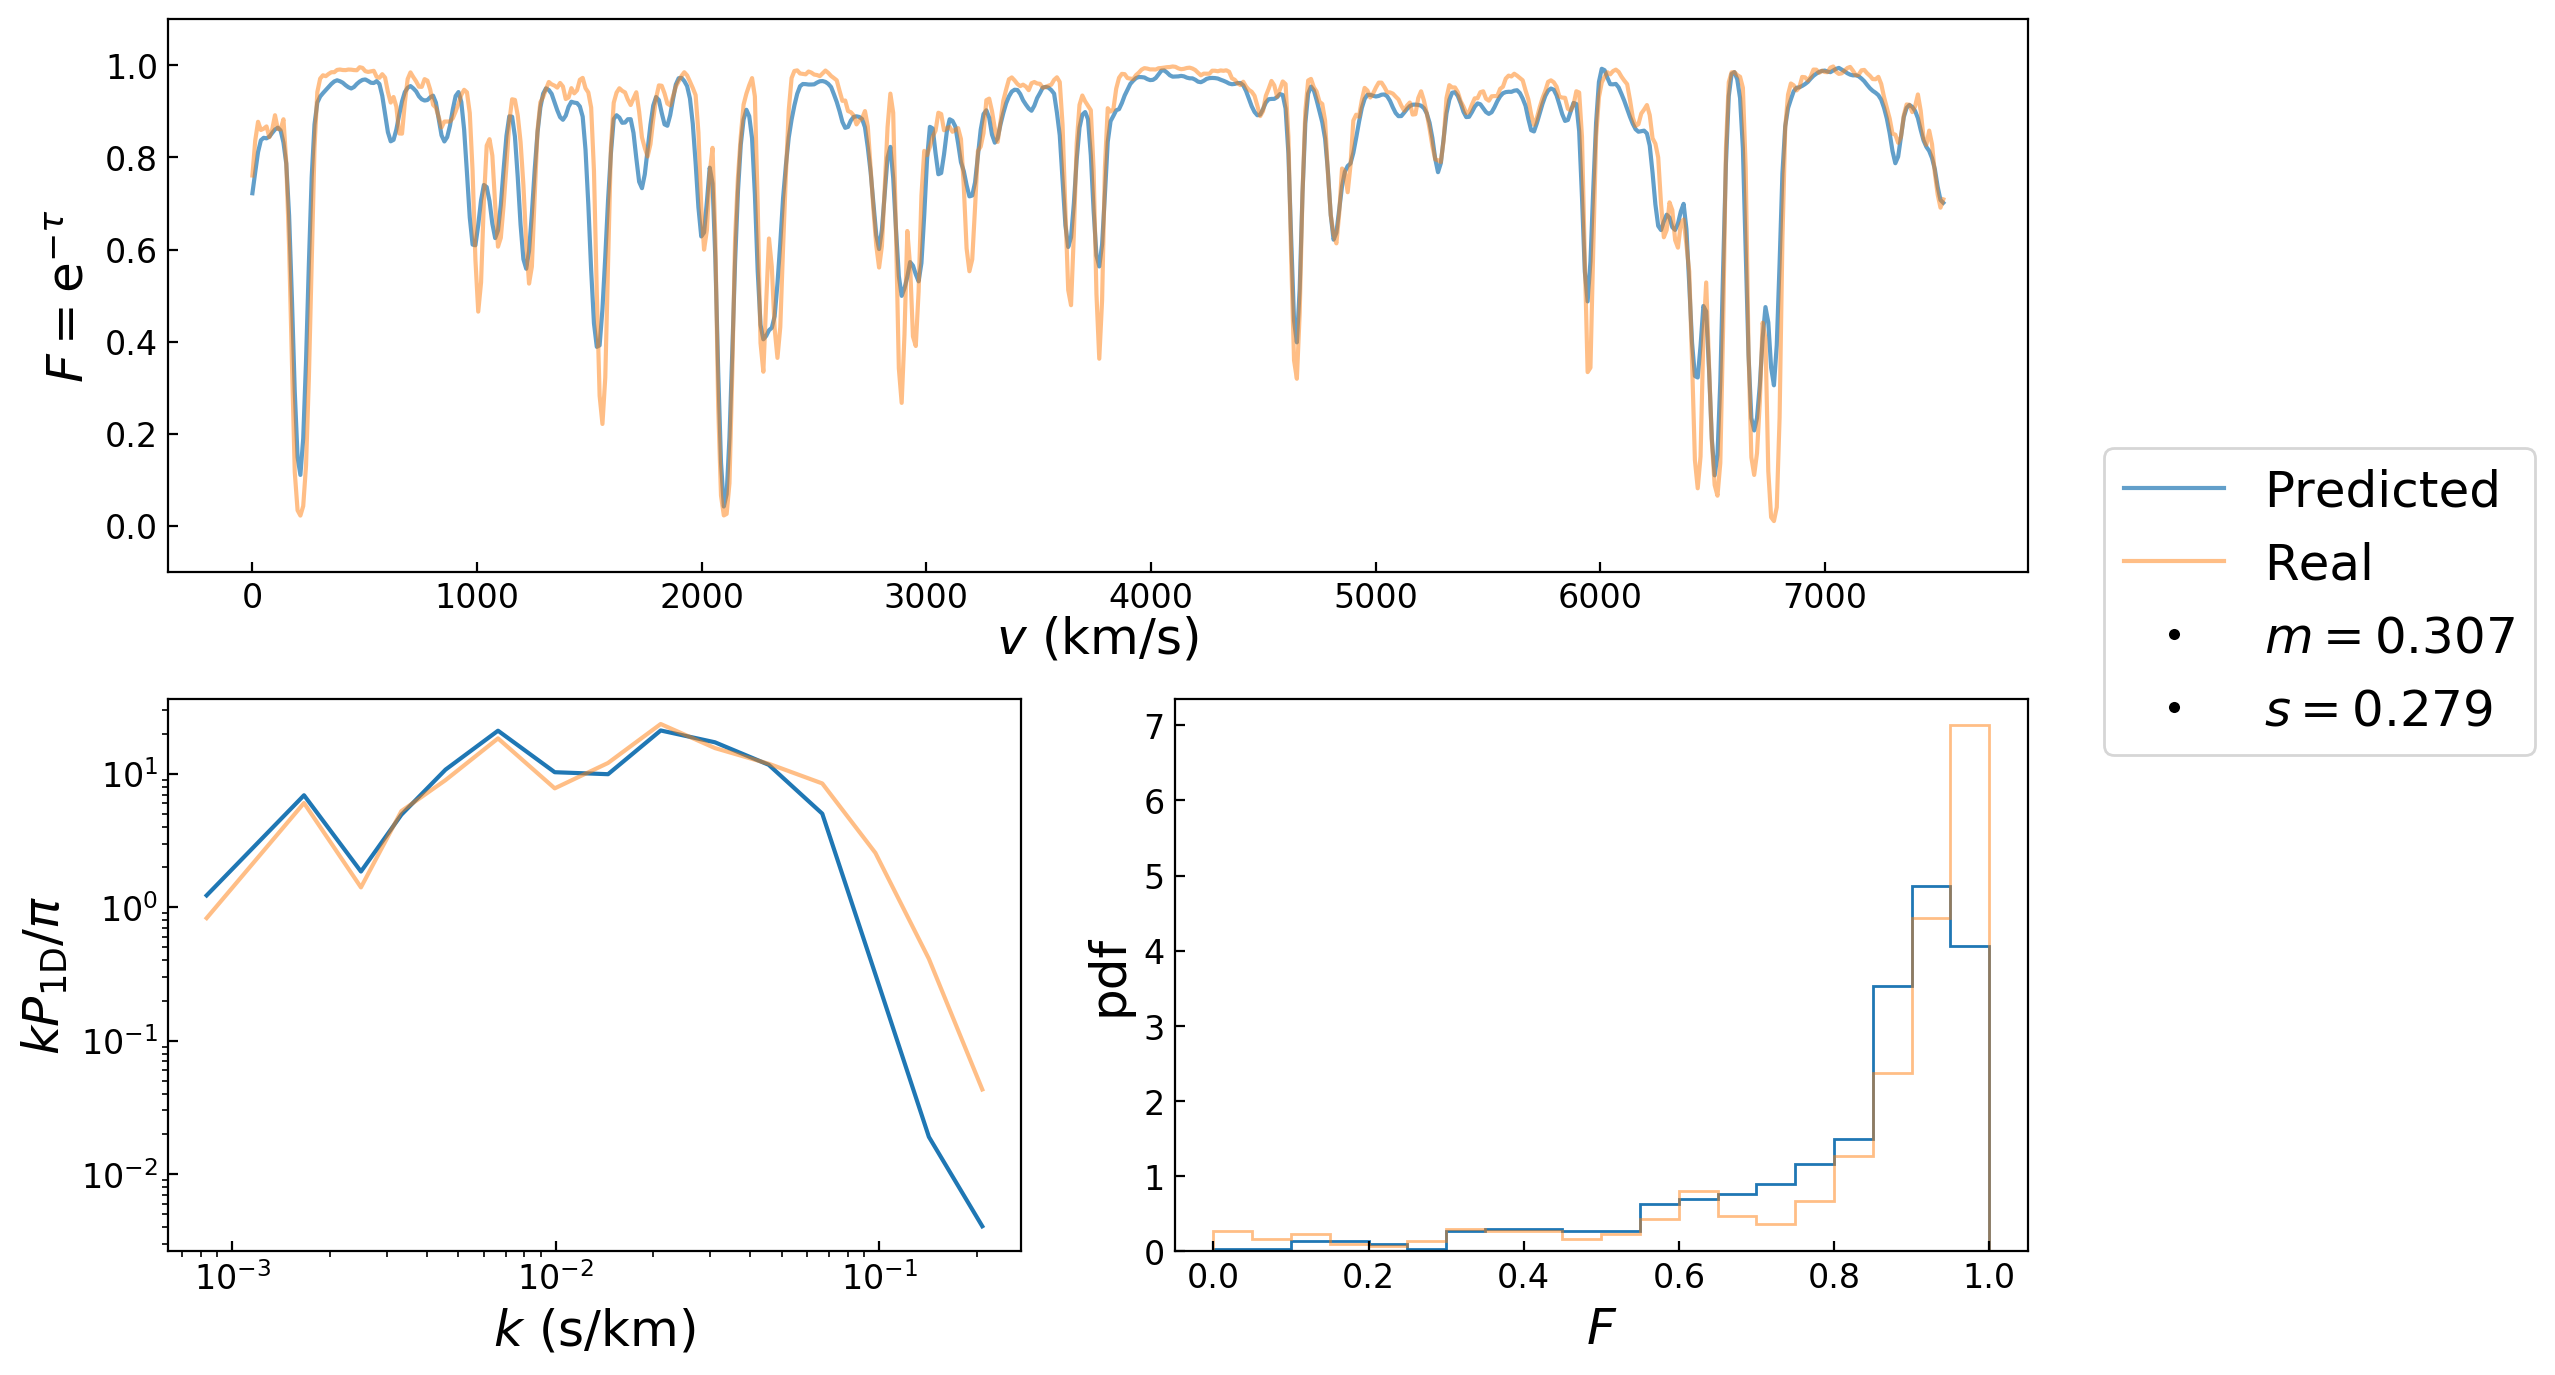 1.0
0.8
0.6
0.4
0.2
0.0
F = e^{−τ}
0 1000 2000 3000 4000 5000 6000 7000
v (km/s)
Predicted
Real
m = 0.307
s = 0.279
10^1
10^0
10^{−1}
10^{−2}
kP_{1D}/π
10^{−3} 10^{−2} 10^{−1}
k (s/km)
7
6
5
4
3
2
1
0
pdf
0.0 0.2 0.4 0.6 0.8 1.0
F